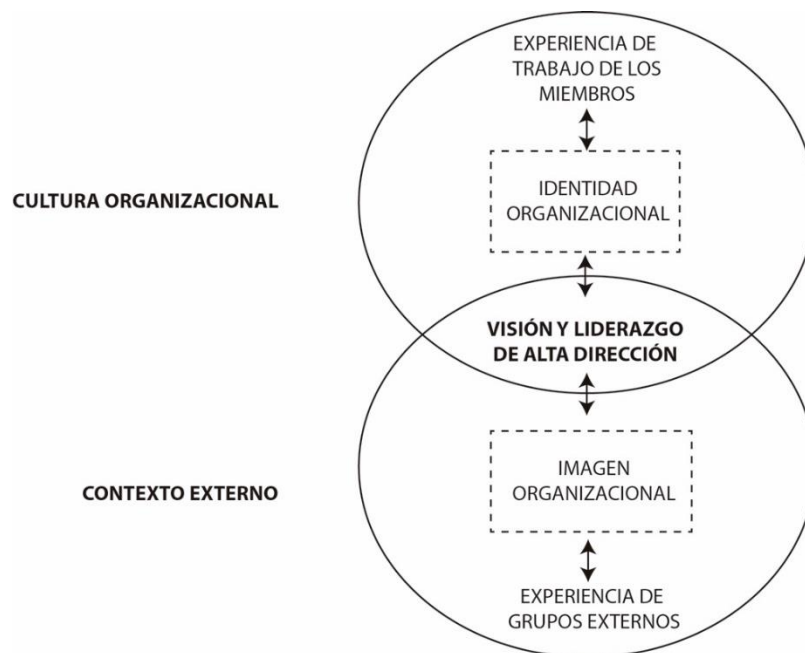 EXPERIENCIA DE
TRABAJO DE LOS
MIEMBROS
CULTURA ORGANIZACIONAL
IDENTIDAD
ORGANIZACIONAL
VISIÓN Y LIDERAZGO
DE ALTA DIRECCIÓN
CONTEXTO EXTERNO
IMAGEN
ORGANIZACIONAL
EXPERIENCIA DE
GRUPOS EXTERNOS